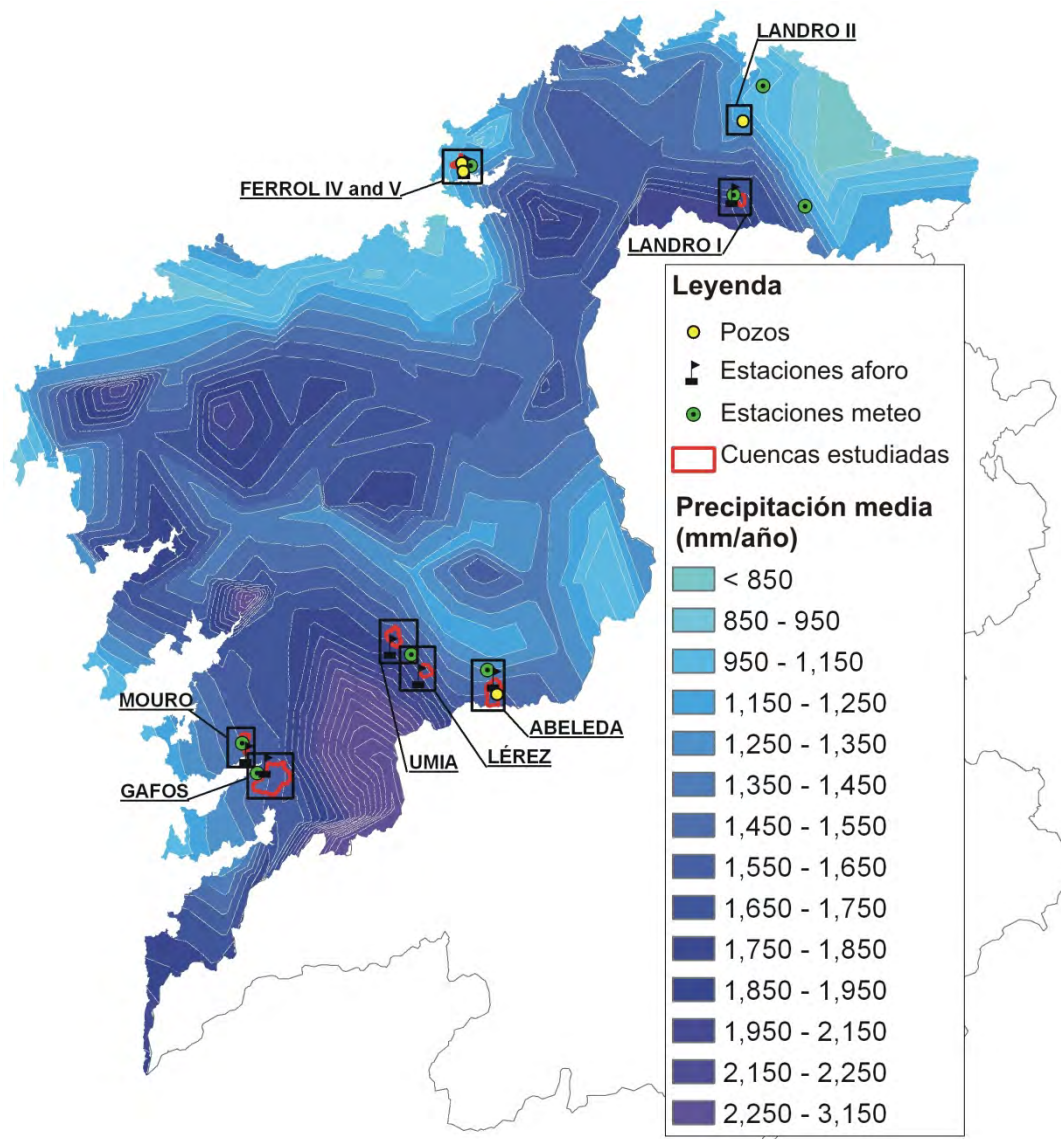 LANDRO II
FERROL IV and V
LANDRO I
Leyenda
Pozos
Estaciones aforo
Estaciones meteo
Cuencas estudiadas
Precipitación media
(mm/año)
< 850
850 - 950
950 - 1,150
1,150 - 1,250
1,250 - 1,350
1,350 - 1,450
1,450 - 1,550
1,550 - 1,650
1,650 - 1,750
1,750 - 1,850
1,850 - 1,950
1,950 - 2,150
2,150 - 2,250
2,250 - 3,150
MOURO
GAFOS
UMIA
LÉREZ
ABELEDA